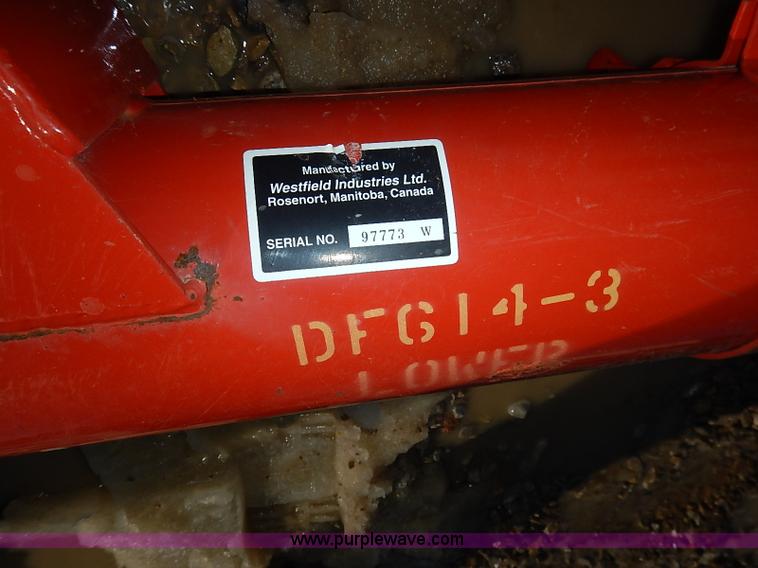 Manufactured by
Westfield Industries Ltd.
Rosenort, Manitoba, Canada
SERIAL NO. 97773 W
DFG14-3
LOWER
www.purplewave.com